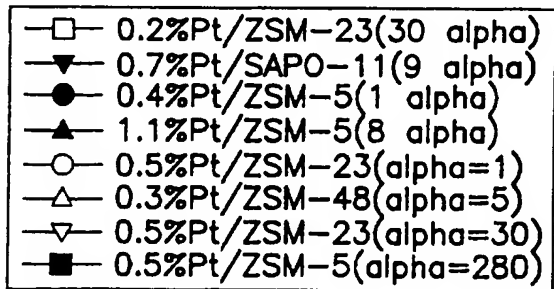 0.2%Pt/ZSM-23(30 alpha)
0.7%Pt/SAPO-11(9 alpha)
0.4%Pt/ZSM-5(1 alpha)
1.1%Pt/ZSM-5(8 alpha)
0.5%Pt/ZSM-23(alpha=1)
0.3%Pt/ZSM-48(alpha=5)
0.5%Pt/ZSM-23(alpha=30)
0.5%Pt/ZSM-5(alpha=280)